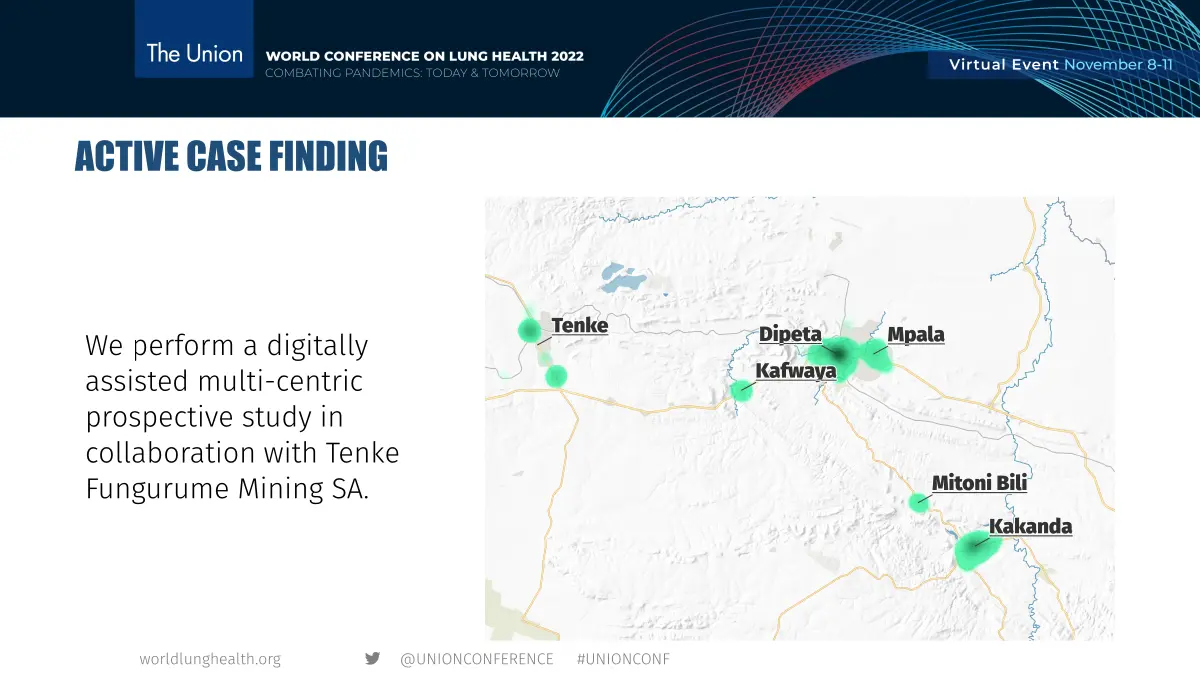 The Union
WORLD CONFERENCE ON LUNG HEALTH 2022
COMBATING PANDEMICS: TODAY & TOMORROW
Virtual Event November 8-11
ACTIVE CASE FINDING
We perform a digitally
assisted multi-centric
prospective study in
collaboration with Tenke
Fungurume Mining SA.
Tenke
Dipeta
Mpala
Kafwaya
Mitoni Bili
Kakanda
worldlunghealth.org
@UNIONCONFERENCE
#UNIONCONF